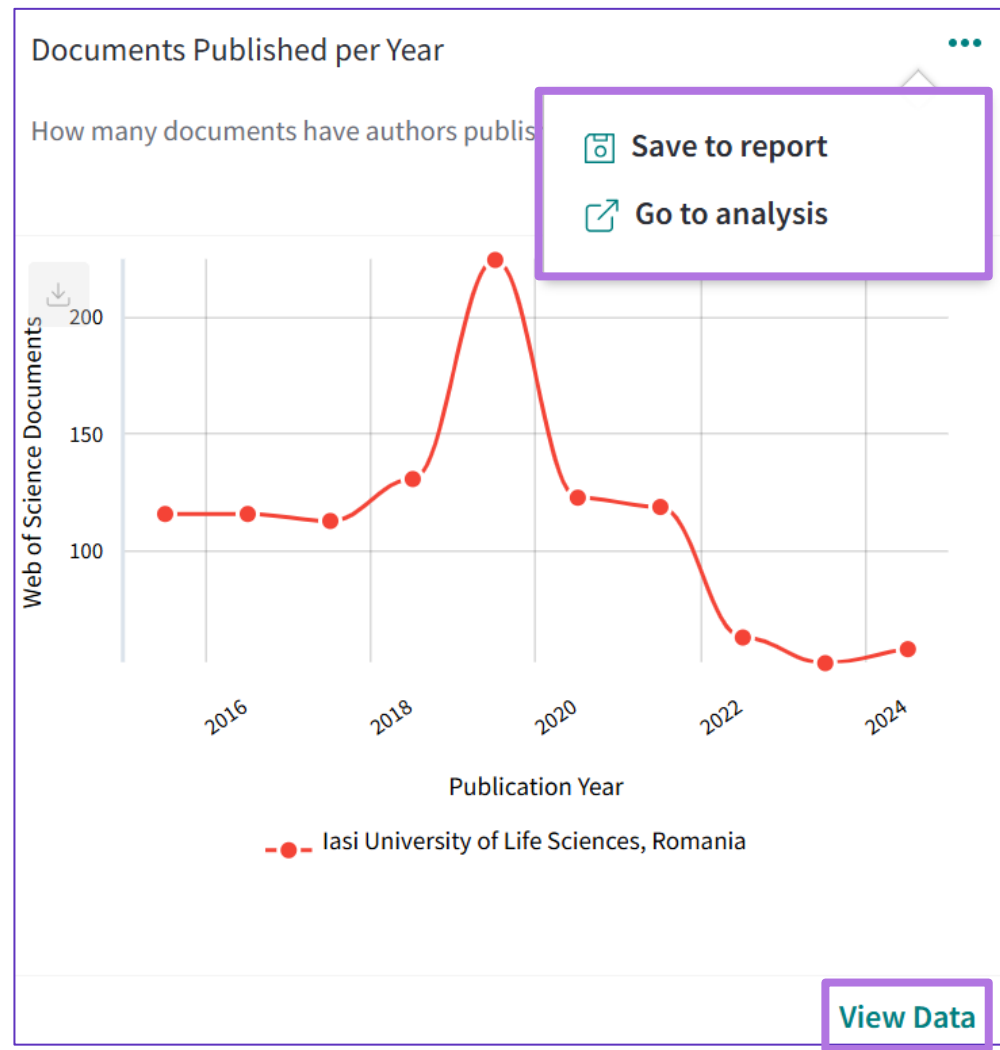 Documents Published per Year
•••
How many documents have authors publis
Save to report
Go to analysis
Web of Science Documents
200
150
100
2016
2018
2020
2022
2024
Publication Year
Iasi University of Life Sciences, Romania
View Data